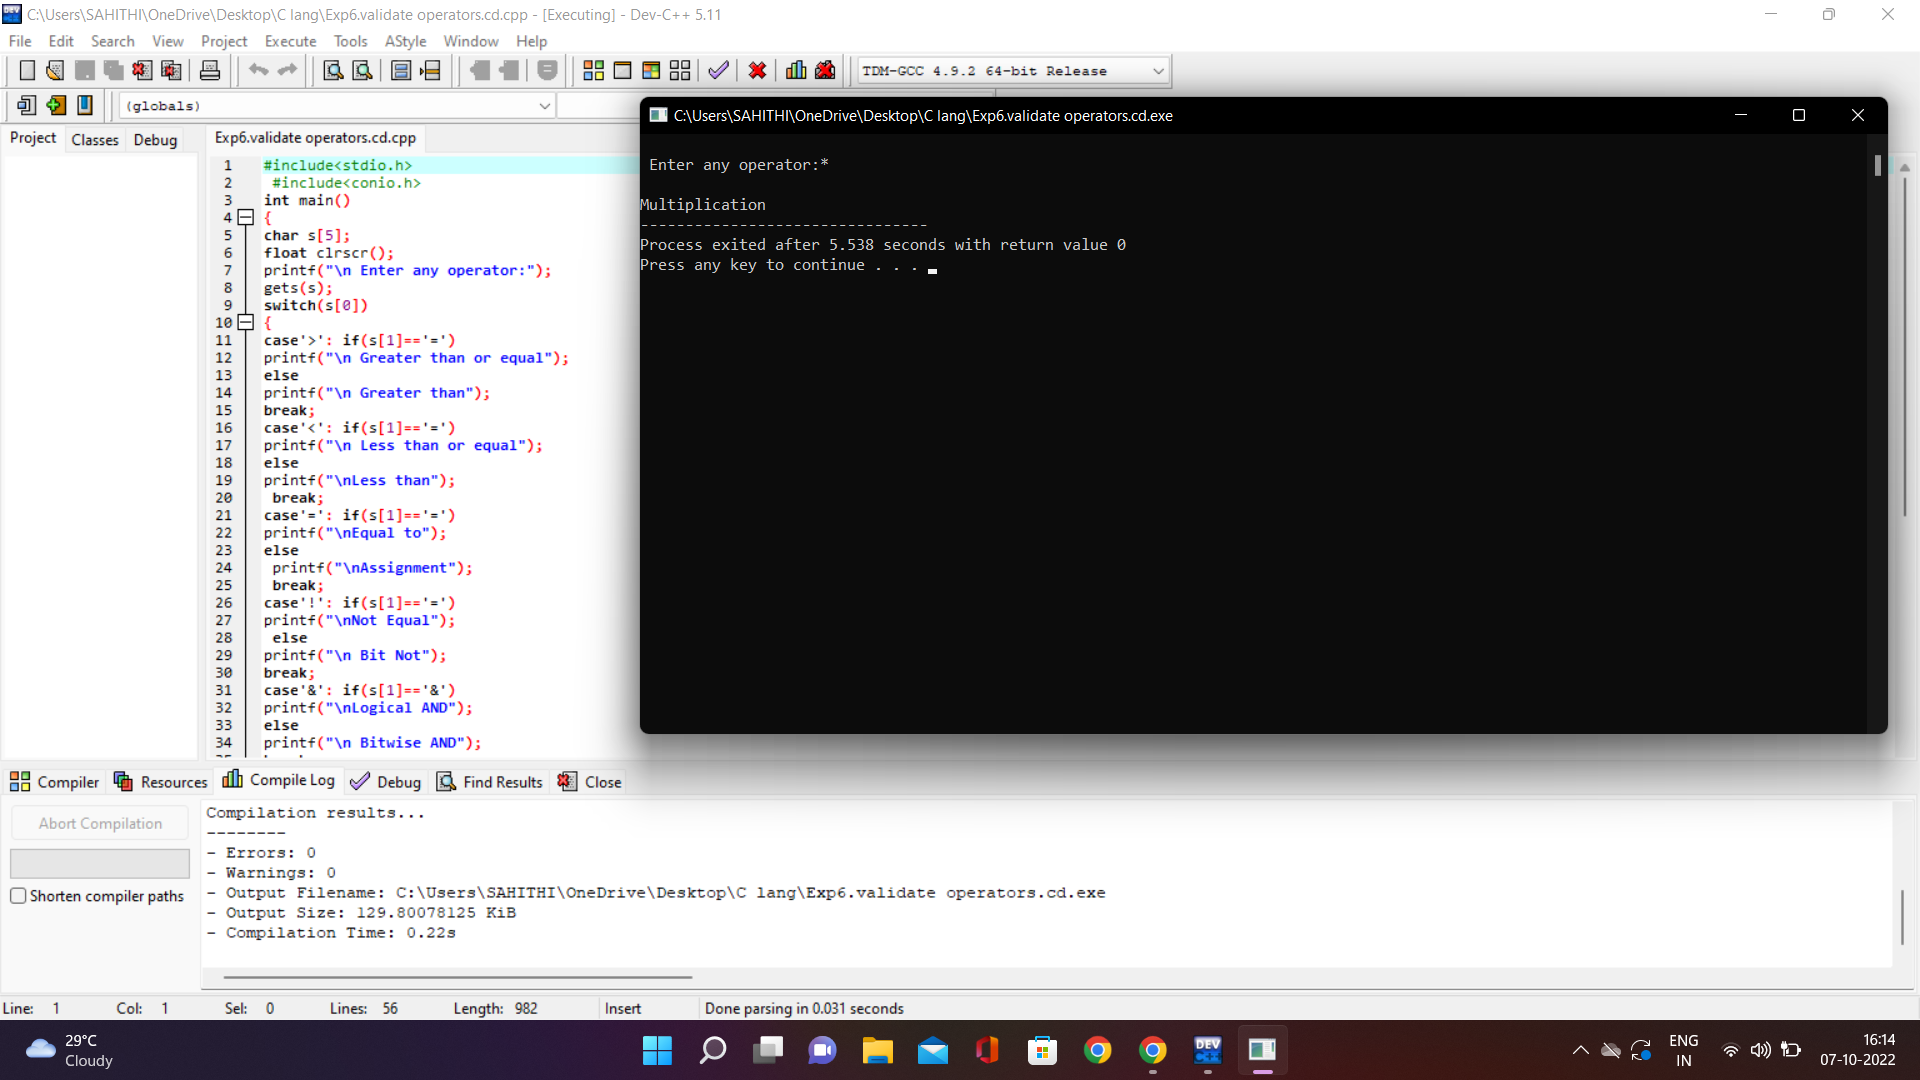 C:\Users\SAHITHI\OneDrive\Desktop\C lang\Exp6.validate operators.cd.cpp - [Executing] - Dev-C++ 5.11
File Edit Search View Project Execute Tools AStyle Window Help
TDM-GCC 4.9.2 64-bit Release
(globals)
Project Classes Debug
Exp6.validate operators.cd.cpp
1 #include<stdio.h>
2 #include<conio.h>
3 int main()
4 {
5 char s[5];
6 float clrscr();
7 printf("\n Enter any operator:");
8 gets(s);
9 switch(s[0])
10 {
11 case'>': if(s[1]=='=')
12 printf("\n Greater than or equal");
13 else
14 printf("\n Greater than");
15 break;
16 case'<': if(s[1]=='=')
17 printf("\n Less than or equal");
18 else
19 printf("\nLess than");
20 break;
21 case'=': if(s[1]=='=')
22 printf("\nEqual to");
23 else
24 printf("\nAssignment");
25 break;
26 case'!': if(s[1]=='=')
27 printf("\nNot Equal");
28 else
29 printf("\n Bit Not");
30 break;
31 case'&': if(s[1]=='&')
32 printf("\nLogical AND");
33 else
34 printf("\n Bitwise AND");
C:\Users\SAHITHI\OneDrive\Desktop\C lang\Exp6.validate operators.cd.exe
Enter any operator:*
Multiplication
--------------------------------
Process exited after 5.538 seconds with return value 0
Press any key to continue . . .
Compiler Resources Compile Log Debug Find Results Close
Abort Compilation
Shorten compiler paths
Compilation results...
--------
- Errors: 0
- Warnings: 0
- Output Filename: C:\Users\SAHITHI\OneDrive\Desktop\C lang\Exp6.validate operators.cd.exe
- Output Size: 129.80078125 KiB
- Compilation Time: 0.22s
Line: 1 Col: 1 Sel: 0 Lines: 56 Length: 982 Insert Done parsing in 0.031 seconds
29°C
Cloudy
DEV
C++
ENG
IN
16:14
07-10-2022